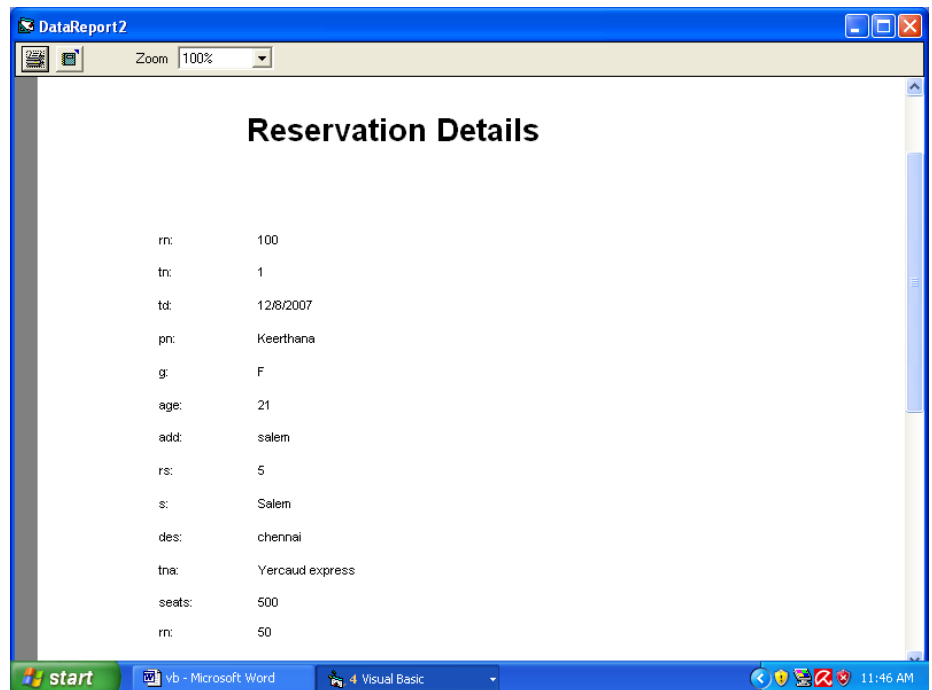 DataReport2
Zoom 100%
Reservation Details
rn: 100
tn: 1
td: 12/8/2007
pn: Keerthana
g: F
age: 21
add: salem
rs: 5
s: Salem
des: chennai
tna: Yercaud express
seats: 500
rn: 50
start vb - Microsoft Word 4 Visual Basic 11:46 AM